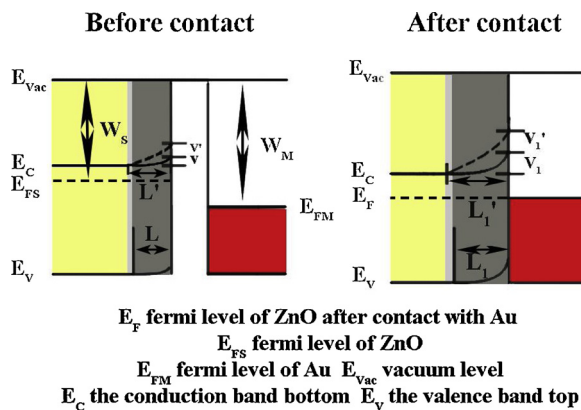 Before contact
After contact
E_Vac
W_S
W_M
V'
V
E_C
E_FS
L'
L
E_FM
E_V
E_Vac
V_1'
V_1
E_C
E_F
L_1'
L_1
E_V
E_F fermi level of ZnO after contact with Au
E_FS fermi level of ZnO
E_FM fermi level of Au E_Vac vacuum level
E_C the conduction band bottom E_V the valence band top